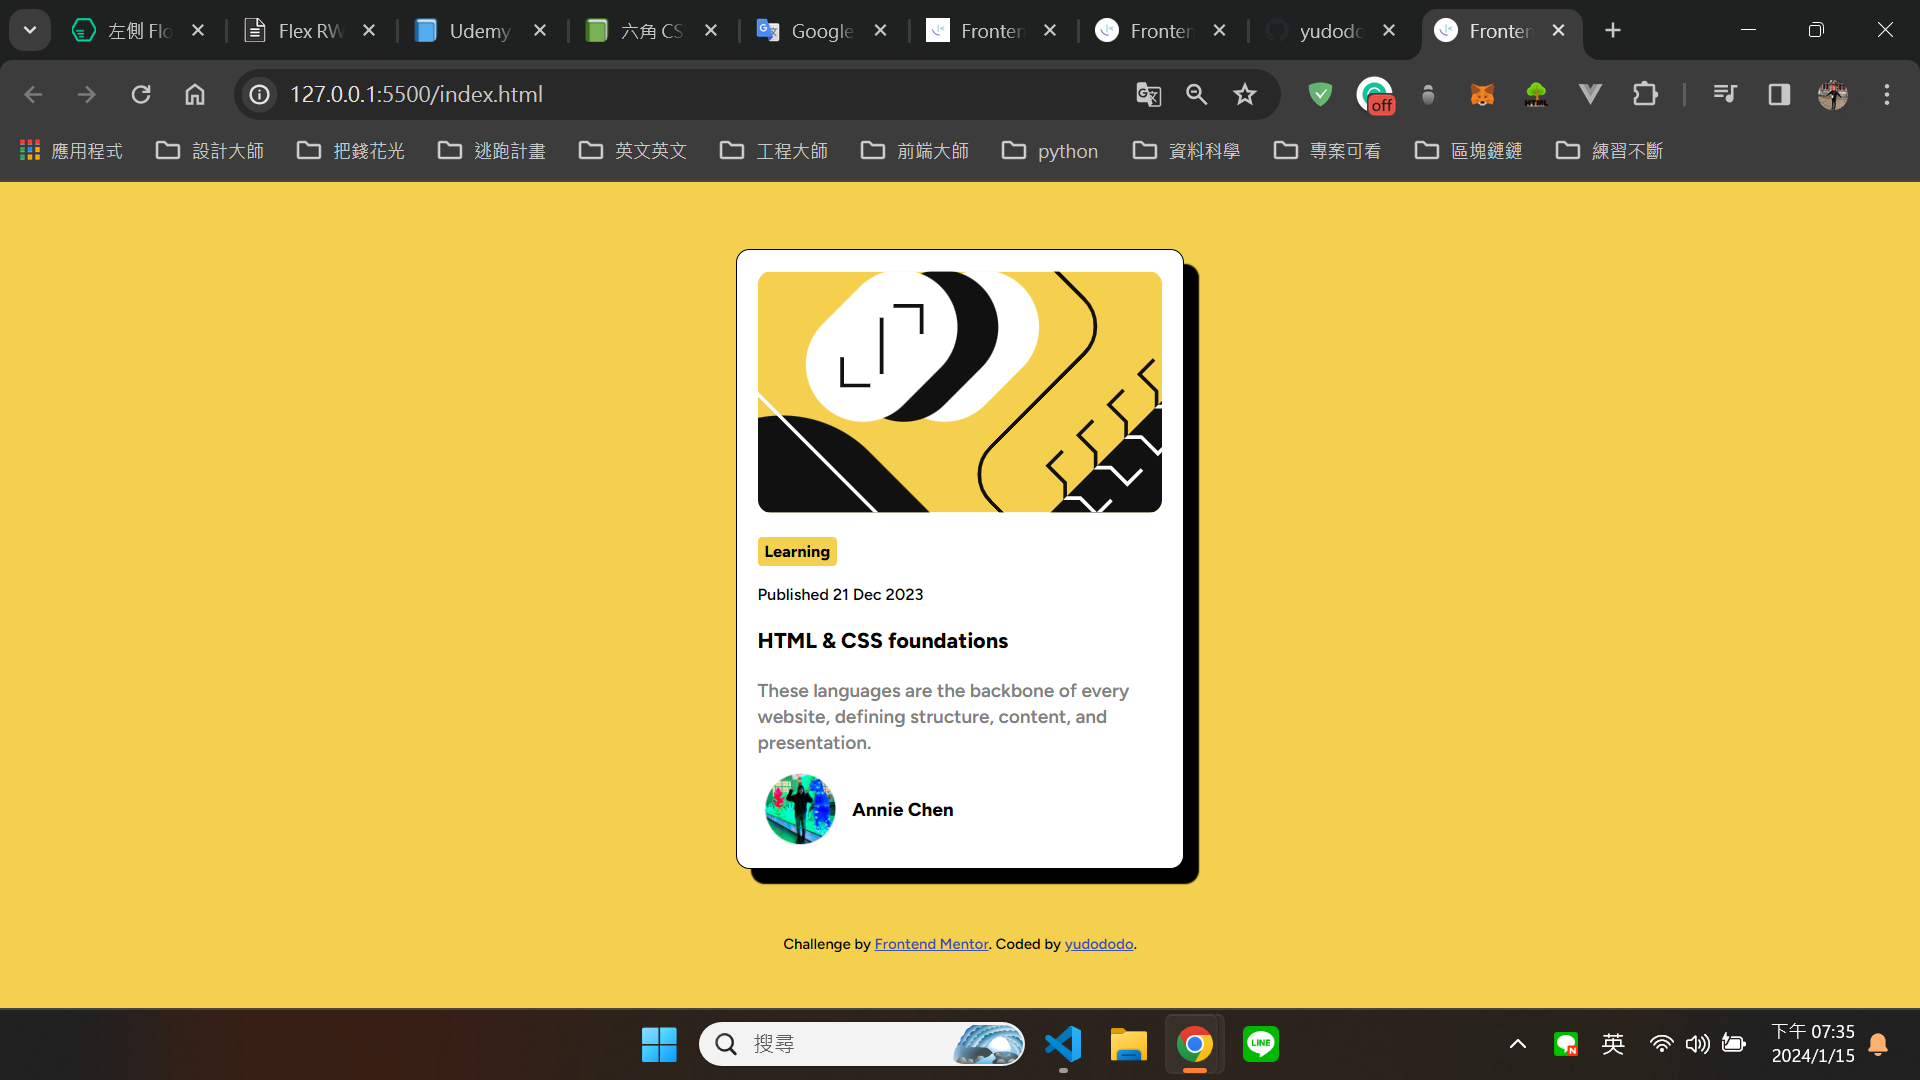 左側 Flo
Flex RW
Udemy
六角 CS
Google
Fronten
Fronten
yudodo
Fronten
127.0.0.1:5500/index.html
off
應用程式
設計大師
把錢花光
逃跑計畫
英文英文
工程大師
前端大師
python
資料科學
專案可看
區塊鏈鏈
練習不斷
Learning
Published 21 Dec 2023
HTML & CSS foundations
These languages are the backbone of every
website, defining structure, content, and
presentation.
Annie Chen
Challenge by Frontend Mentor. Coded by yudododo.
搜尋
LINE
英
下午 07:35
2024/1/15